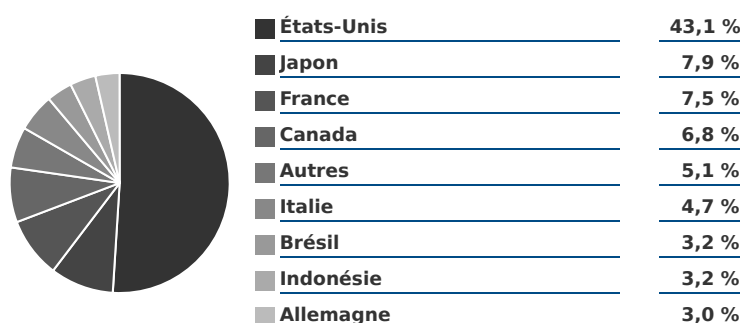 États-Unis 43,1 %
Japon 7,9 %
France 7,5 %
Canada 6,8 %
Autres 5,1 %
Italie 4,7 %
Brésil 3,2 %
Indonésie 3,2 %
Allemagne 3,0 %